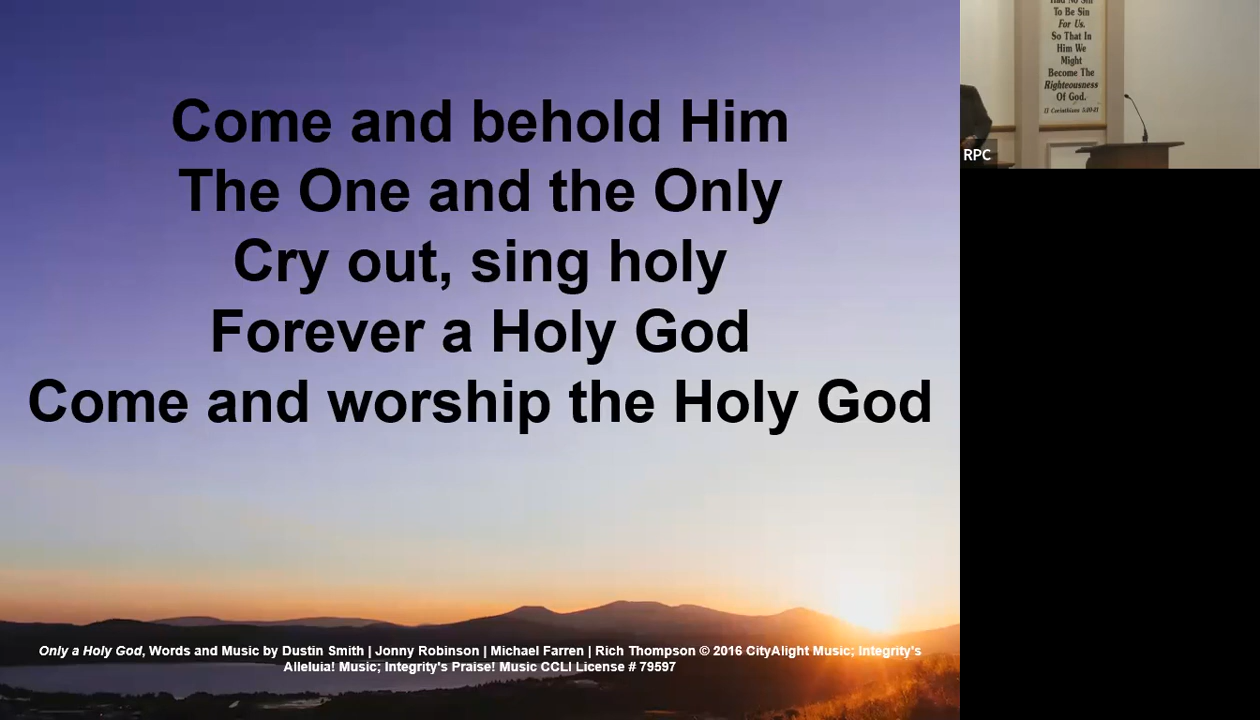 Come and behold Him
The One and the Only
Cry out, sing holy
Forever a Holy God
Come and worship the Holy God
Only a Holy God, Words and Music by Dustin Smith | Jonny Robinson | Michael Farren | Rich Thompson © 2016 CityAlight Music; Integrity's
Alleluia! Music; Integrity's Praise! Music CCLI License # 79597
Had No Sin
To Be Sin
For Us.
So That In
Him We
Might
Become The
Righteousness
Of God.
RPC